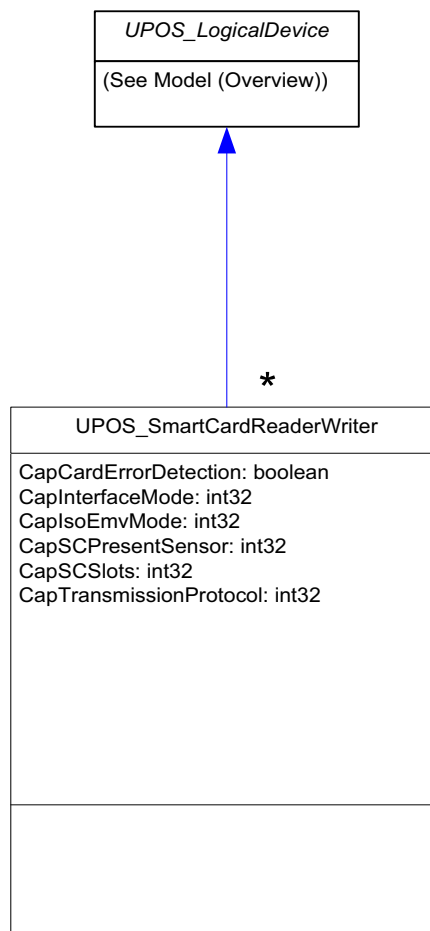 UPOS_LogicalDevice
(See Model (Overview))
*
UPOS_SmartCardReaderWriter
CapCardErrorDetection: boolean
CapInterfaceMode: int32
CapIsoEmvMode: int32
CapSCPresentSensor: int32
CapSCSlots: int32
CapTransmissionProtocol: int32